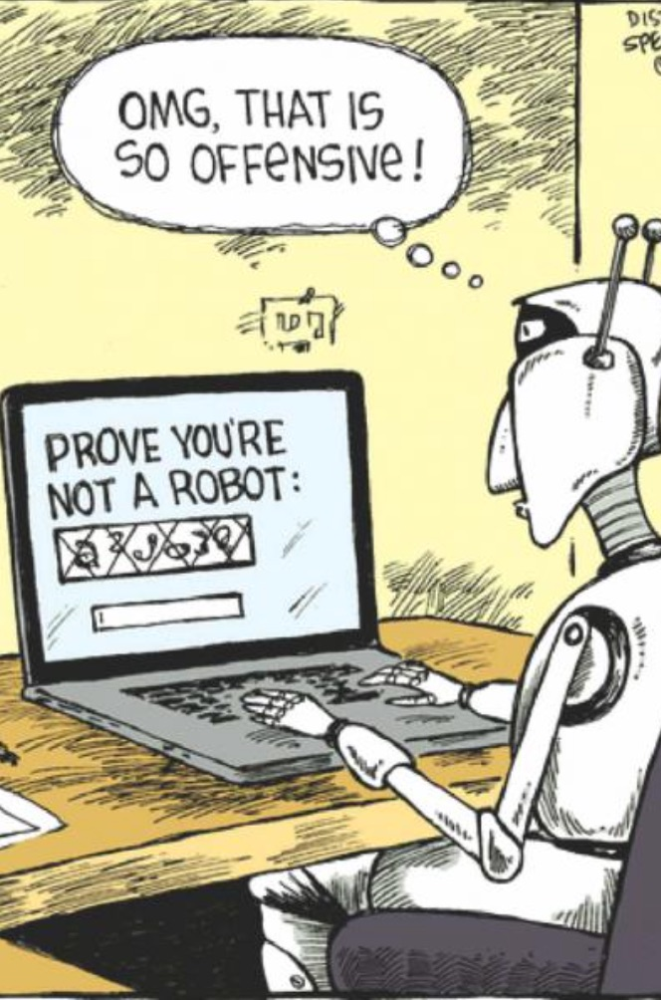 OMG, THAT IS
SO OFFENSIVE!
PROVE YOU'RE
NOT A ROBOT: